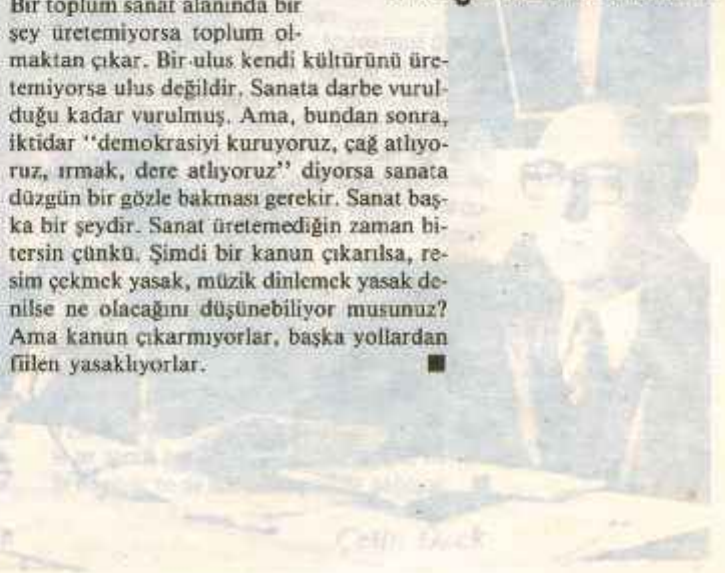 Bir toplum sanat alanında bir
şey üretemiyorsa toplum ol-
maktan çıkar. Bir ulus kendi kültürünü üre-
temiyorsa ulus değildir. Sanata darbe vurul-
duğu kadar vurulmuş. Ama, bundan sonra,
iktidar "demokrasiyi kuruyoruz, çağ atlıyo-
ruz, ırmak, dere atlıyoruz" diyorsa sanata
düzgün bir gözle bakması gerekir. Sanat baş-
ka bir şeydir. Sanat üretemediğin zaman bi-
tersin çünkü. Şimdi bir kanun çıkarılsa, re-
sim çekmek yasak, müzik dinlemek yasak de-
nilse ne olacağını düşünebiliyor musunuz?
Ama kanun çıkarmıyorlar, başka yollardan
fiilen yasaklıyorlar.